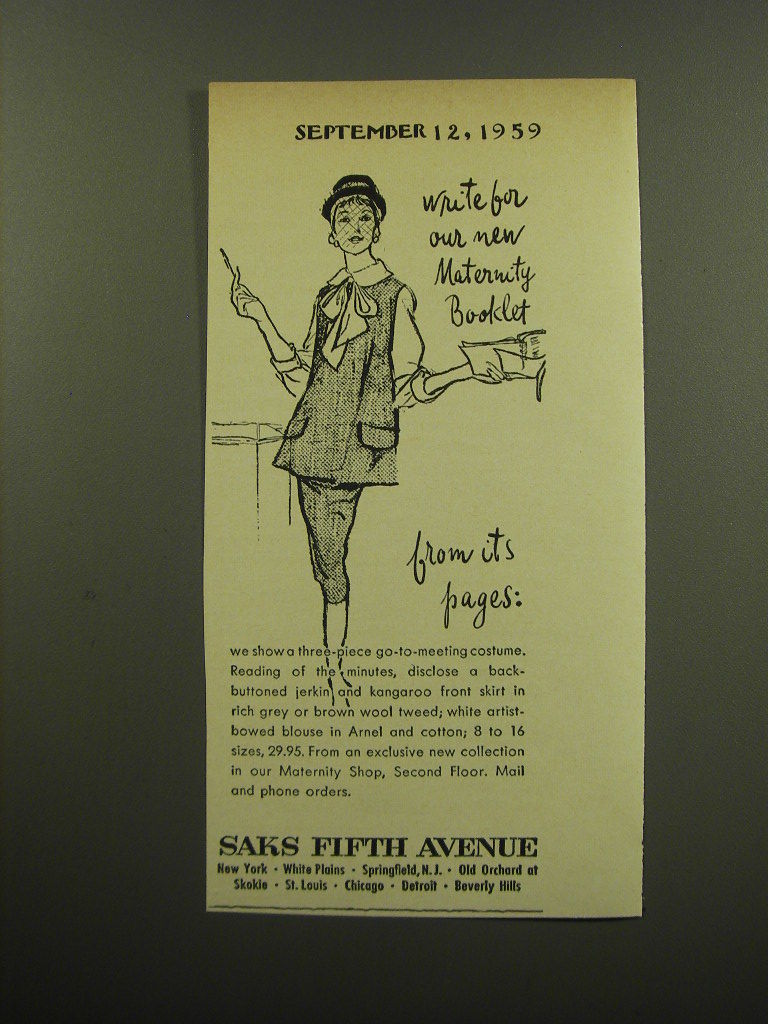 SEPTEMBER 12, 1959
write for
our new
Maternity
Booklet
from its
pages:
we show a three-piece go-to-meeting costume.
Reading of the minutes, disclose a back-
buttoned jerkin and kangaroo front skirt in
rich grey or brown wool tweed; white artist-
bowed blouse in Arnel and cotton; 8 to 16
sizes, 29.95. From an exclusive new collection
in our Maternity Shop, Second Floor. Mail
and phone orders.
SAKS FIFTH AVENUE
New York • White Plains • Springfield, N. J. • Old Orchard at
Skokie • St. Louis • Chicago • Detroit • Beverly Hills